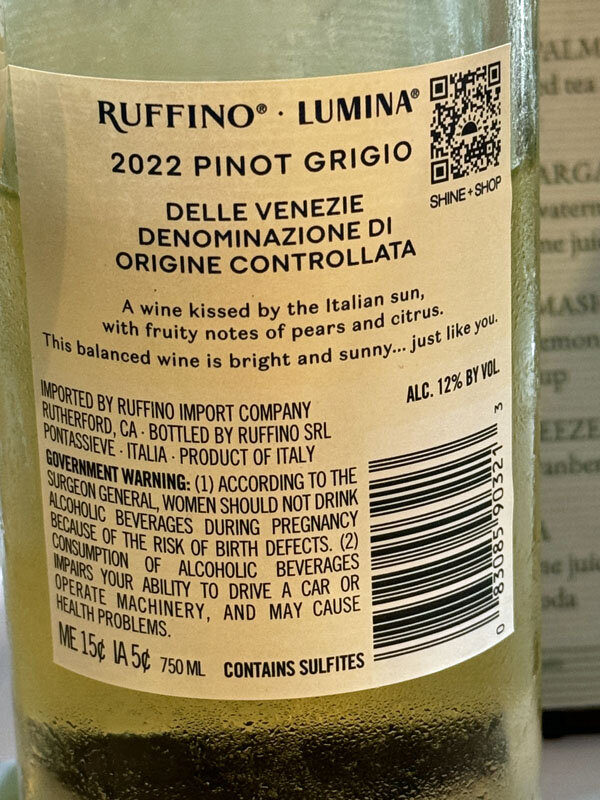 RUFFINO® · LUMINA®
2022 PINOT GRIGIO
SHINE + SHOP
DELLE VENEZIE
DENOMINAZIONE DI
ORIGINE CONTROLLATA
A wine kissed by the Italian sun,
with fruity notes of pears and citrus.
This balanced wine is bright and sunny... just like you.
ALC. 12% BY VOL.
IMPORTED BY RUFFINO IMPORT COMPANY
RUTHERFORD, CA · BOTTLED BY RUFFINO SRL
PONTASSIEVE · ITALIA · PRODUCT OF ITALY
GOVERNMENT WARNING: (1) ACCORDING TO THE
SURGEON GENERAL, WOMEN SHOULD NOT DRINK
ALCOHOLIC BEVERAGES DURING PREGNANCY
BECAUSE OF THE RISK OF BIRTH DEFECTS. (2)
CONSUMPTION OF ALCOHOLIC BEVERAGES
IMPAIRS YOUR ABILITY TO DRIVE A CAR OR
OPERATE MACHINERY, AND MAY CAUSE
HEALTH PROBLEMS.
ME 15¢ IA 5¢ 750 ML CONTAINS SULFITES
0 83085 90321 3
tea